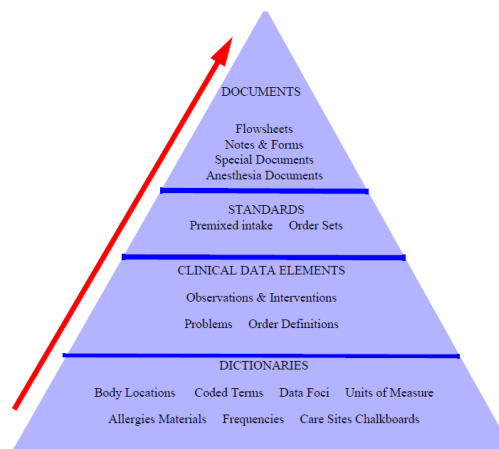 DOCUMENTS
Flowsheets
Notes & Forms
Special Documents
Anesthesia Documents
STANDARDS
Premixed intake Order Sets
CLINICAL DATA ELEMENTS
Observations & Interventions
Problems Order Definitions
DICTIONARIES
Body Locations Coded Terms Data Foci Units of Measure
Allergies Materials Frequencies Care Sites Chalkboards